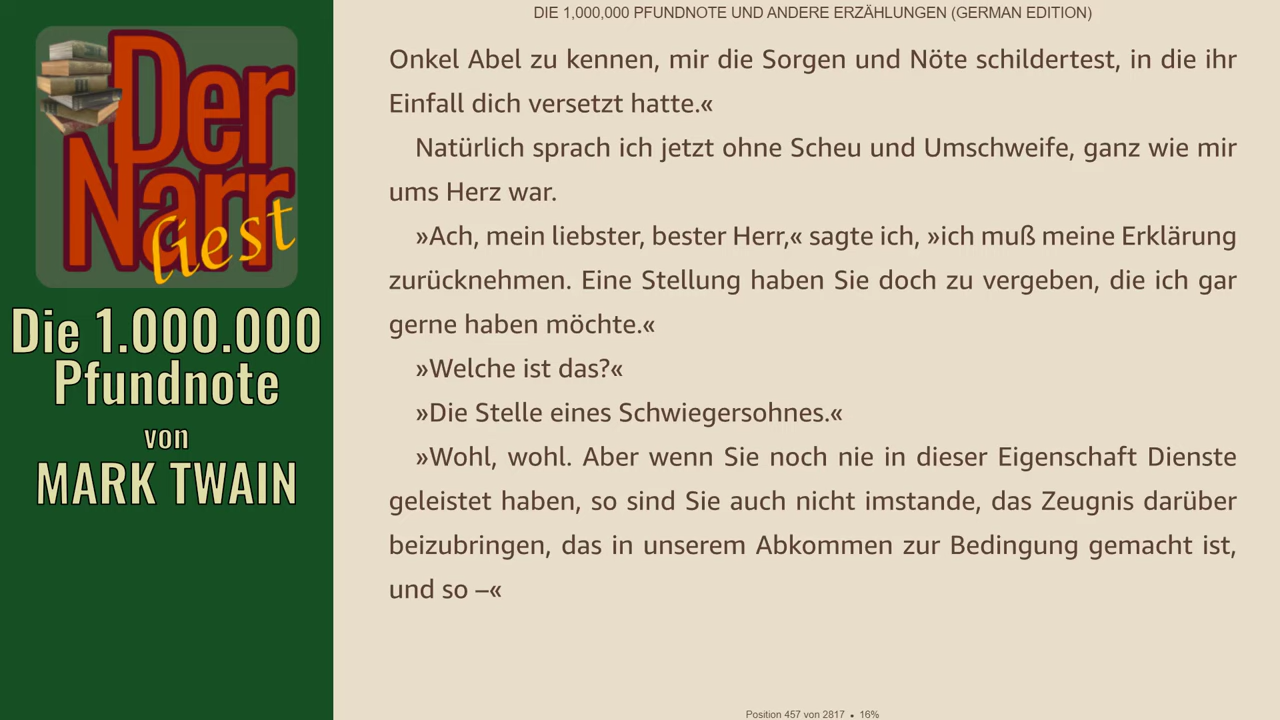 Der
Narr
liest
Die 1.000.000
Pfundnote
von
MARK TWAIN
DIE 1,000,000 PFUNDNOTE UND ANDERE ERZÄHLUNGEN (GERMAN EDITION)
Onkel Abel zu kennen, mir die Sorgen und Nöte schildertest, in die ihr
Einfall dich versetzt hatte.«
Natürlich sprach ich jetzt ohne Scheu und Umschweife, ganz wie mir
ums Herz war.
»Ach, mein liebster, bester Herr,« sagte ich, »ich muß meine Erklärung
zurücknehmen. Eine Stellung haben Sie doch zu vergeben, die ich gar
gerne haben möchte.«
»Welche ist das?«
»Die Stelle eines Schwiegersohnes.«
»Wohl, wohl. Aber wenn Sie noch nie in dieser Eigenschaft Dienste
geleistet haben, so sind Sie auch nicht imstande, das Zeugnis darüber
beizubringen, das in unserem Abkommen zur Bedingung gemacht ist,
und so –«
Position 457 von 2817 • 16%